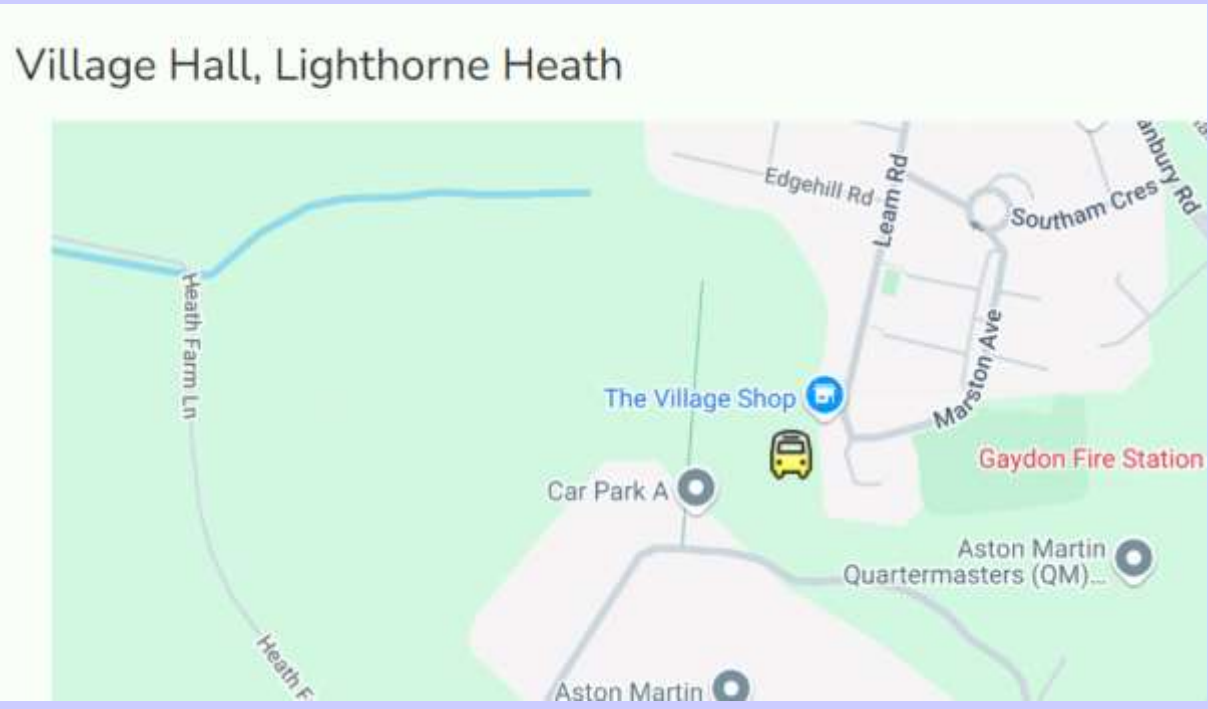 Village Hall, Lighthorne Heath
Edgehill Rd
Leam Rd
Southam Cres
Heath Farm Ln
The Village Shop
Marston Ave
Gaydon Fire Station
Car Park A
Aston Martin
Quartermasters (QM)...
Heath F
Aston Martin